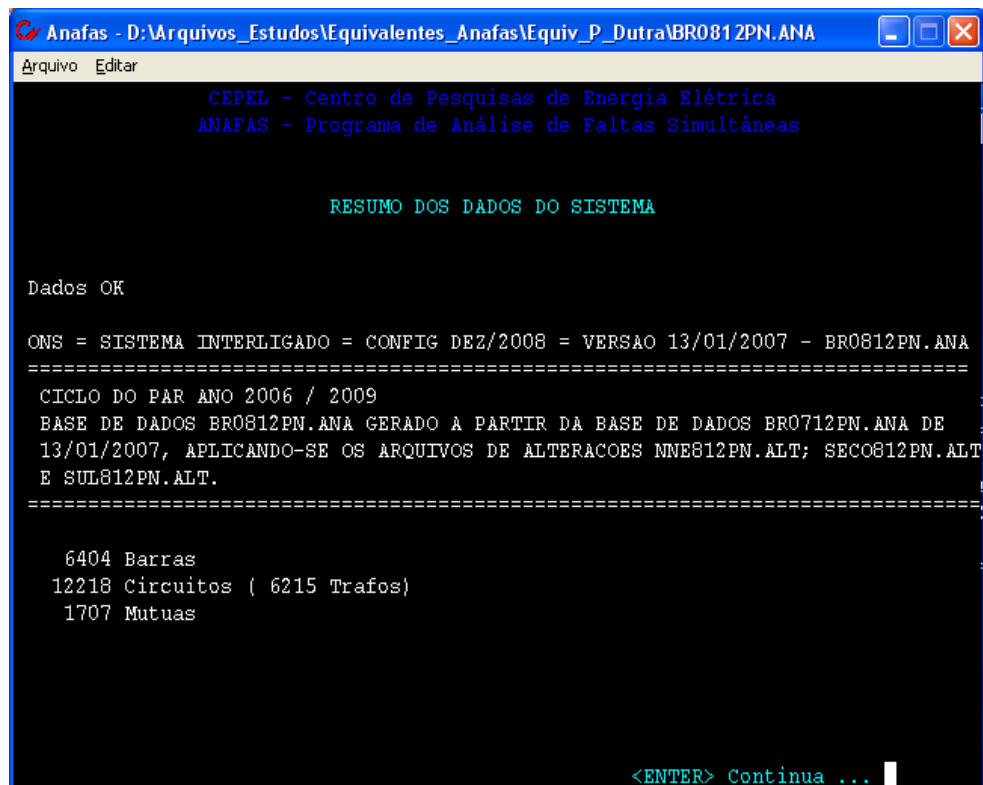 Anafas - D:\Arquivos_Estudos\Equivalentes_Anafas\Equiv_P_Dutra\BR0812PN.ANA
Arquivo Editar
CEPEL - Centro de Pesquisas de Energia Elétrica
ANAFAS - Programa de Análise de Faltas Simultâneas
RESUMO DOS DADOS DO SISTEMA
Dados OK
ONS = SISTEMA INTERLIGADO = CONFIG DEZ/2008 = VERSAO 13/01/2007 - BR0812PN.ANA
==============================================================================
CICLO DO PAR ANO 2006 / 2009
BASE DE DADOS BR0812PN.ANA GERADO A PARTIR DA BASE DE DADOS BR0712PN.ANA DE
13/01/2007, APLICANDO-SE OS ARQUIVOS DE ALTERACOES NNE812PN.ALT; SECO812PN.ALT
E SUL812PN.ALT.
===============================================================================
6404 Barras
12218 Circuitos ( 6215 Trafos)
1707 Mutuas
<ENTER> Continua ...